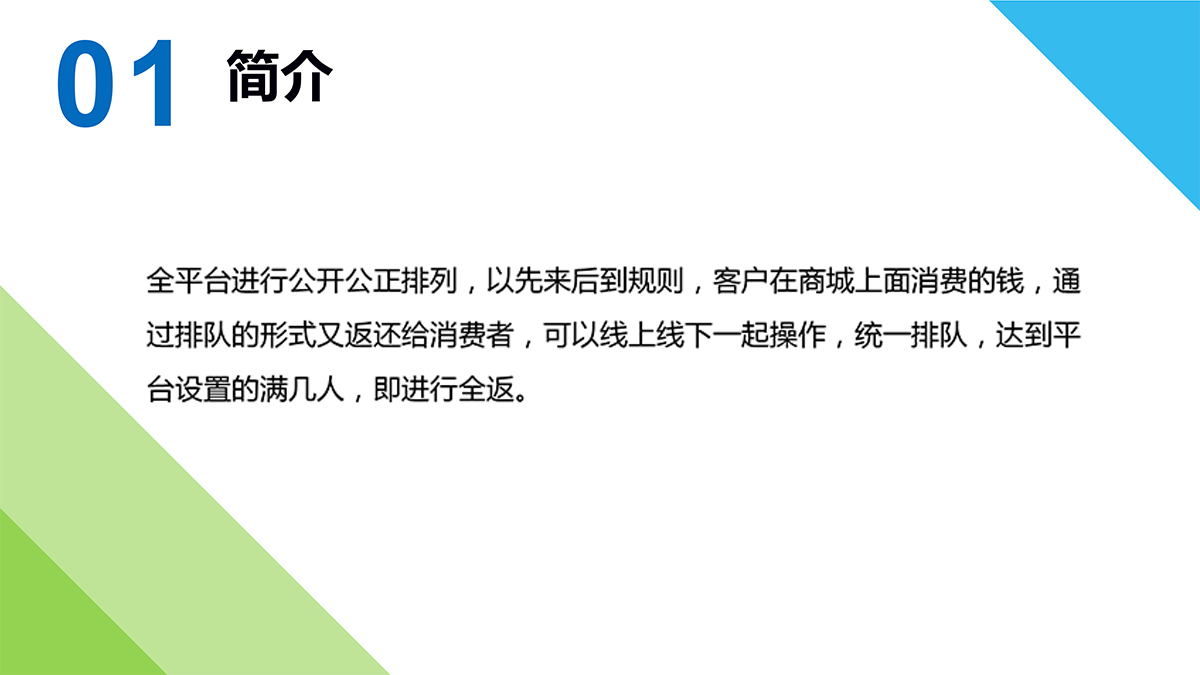 01 简介
全平台进行公开公正排列，以先来后到规则，客户在商城上面消费的钱，通
过排队的形式又返还给消费者，可以线上线下一起操作，统一排队，达到平
台设置的满几人，即进行全返。